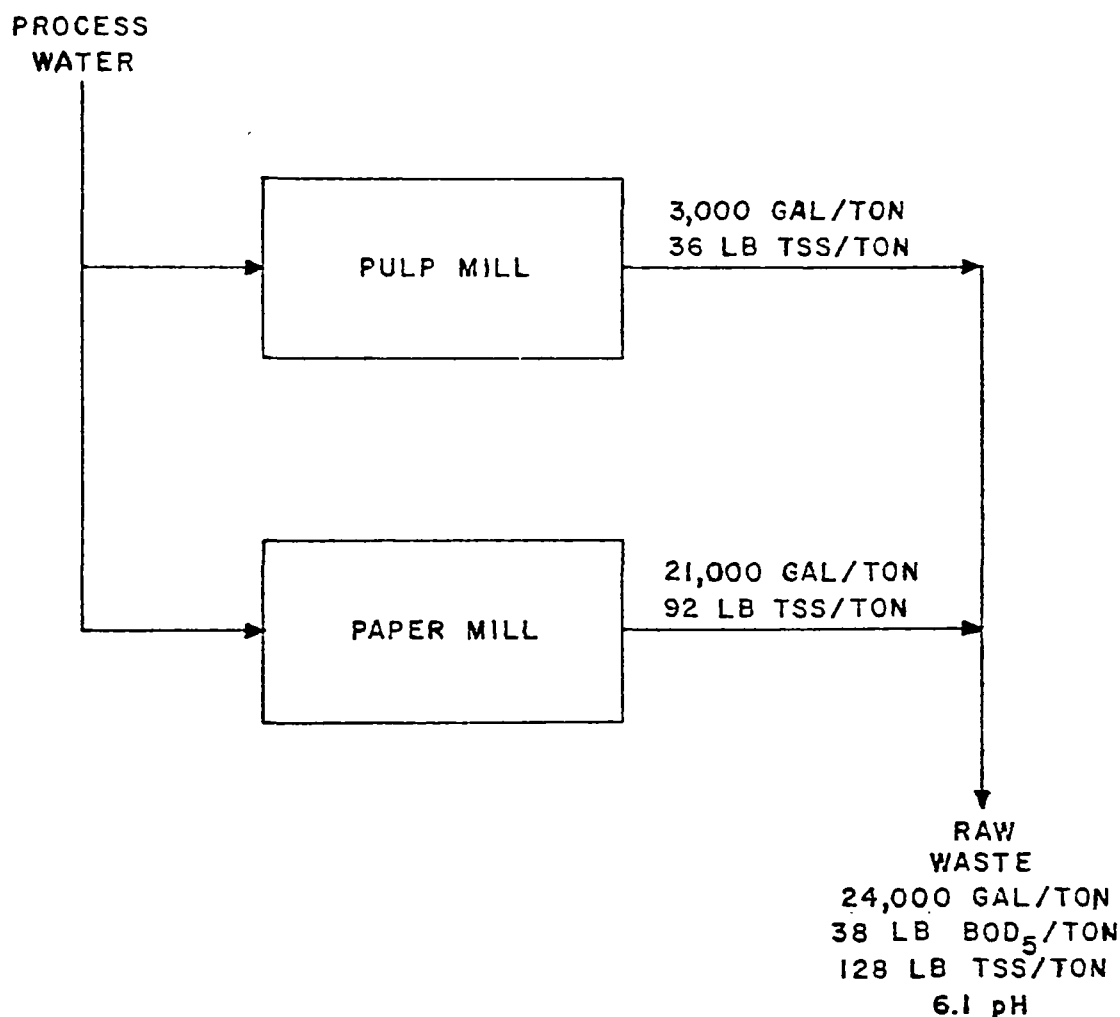 PROCESS
WATER
3,000 GAL/TON
36 LB TSS/TON
PULP MILL
21,000 GAL/TON
92 LB TSS/TON
PAPER MILL
RAW
WASTE
24,000 GAL/TON
38 LB BOD₅/TON
128 LB TSS/TON
6.1 pH